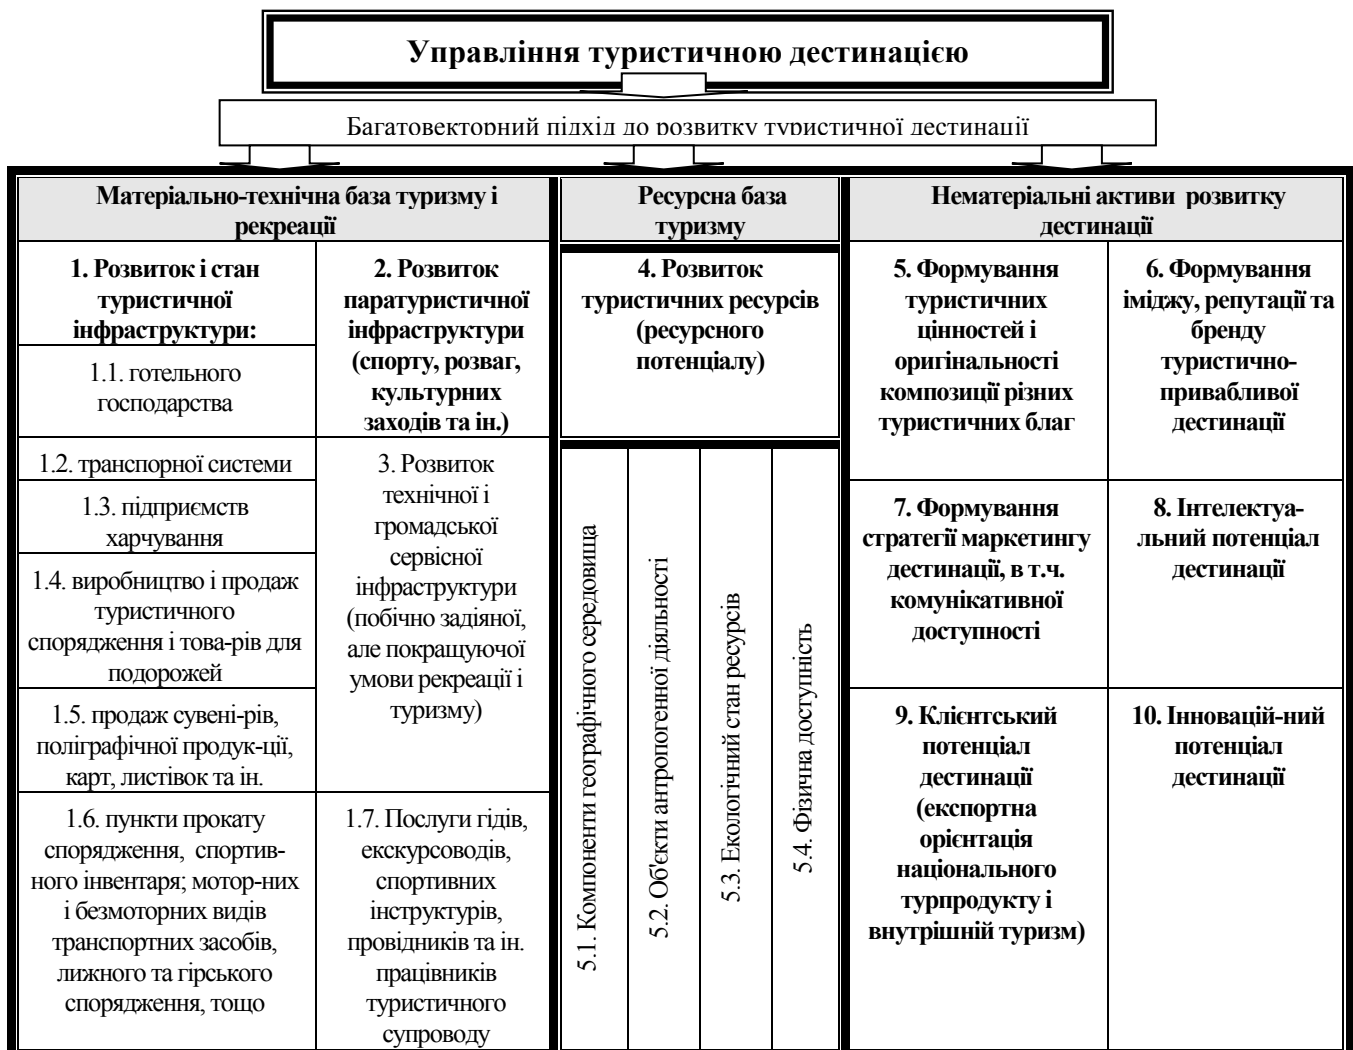 Управління туристичною дестинацією
Багатовекторний підхід до розвитку туристичної дестинації
Матеріально-технічна база туризму і
рекреації
Ресурсна база
туризму
Нематеріальні активи розвитку
дестинації
1. Розвиток і стан
туристичної
інфраструктури:
1.1. готельного
господарства
1.2. транспорної системи
1.3. підприємств
харчування
1.4. виробництво і продаж
туристичного
спорядження і това-рів для
подорожей
1.5. продаж сувені-рів,
поліграфічної продук-ції,
карт, листівок та ін.
1.6. пункти прокату
спорядження, спортив-
ного інвентаря; мотор-них
і безмоторних видів
транспортних засобів,
лижного та гірського
спорядження, тощо
2. Розвиток
паратуристичної
інфраструктури
(спорту, розваг,
культурних
заходів та ін.)
3. Розвиток
технічної і
громадської
сервісної
інфраструктури
(побічно задіяної,
але покращуючої
умови рекреації і
туризму)
1.7. Послуги гідів,
екскурсоводів,
спортивних
інструктурів,
провідників та ін.
працівників
туристичного
супроводу
4. Розвиток
туристичних ресурсів
(ресурсного
потенціалу)
5.1. Компоненти географічного середовища
5.2. Об'єкти антропогенної діяльності
5.3. Екологічний стан ресурсів
5.4. Фізична доступність
5. Формування
туристичних
цінностей і
оригінальності
композиції різних
туристичних благ
6. Формування
іміджу, репутації та
бренду
туристично-
привабливої
дестинації
7. Формування
стратегії маркетингу
дестинації, в т.ч.
комунікативної
доступності
8. Інтелектуа-
льний потенціал
дестинації
9. Клієнтський
потенціал
дестинації
(експортна
орієнтація
національного
турпродукту і
внутрішній туризм)
10. Інновацій-ний
потенціал
дестинації